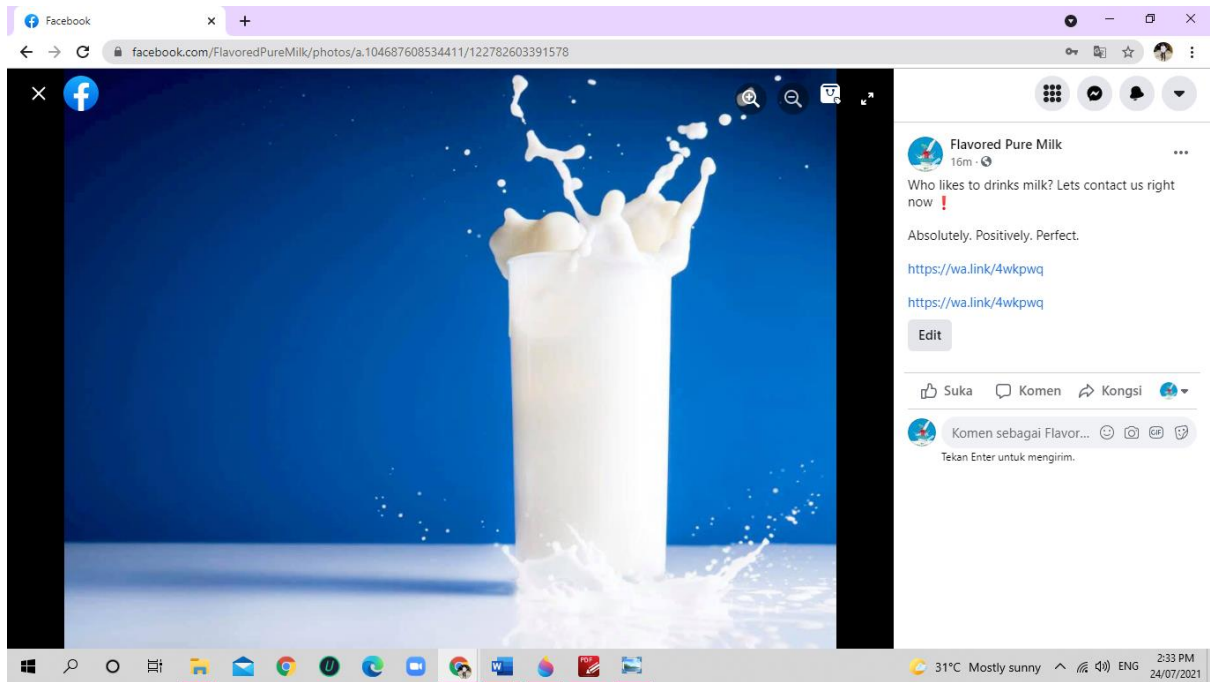 Facebook
facebook.com/FlavoredPureMilk/photos/a.104687608534411/122782603391578
Flavored Pure Milk
16m
Who likes to drinks milk? Lets contact us right
now ❗
Absolutely. Positively. Perfect.
https://wa.link/4wkpwq
https://wa.link/4wkpwq
Edit
Suka Komen Kongsi
Komen sebagai Flavor... GIF
Tekan Enter untuk mengirim.
31°C Mostly sunny ENG 2:33 PM
24/07/2021